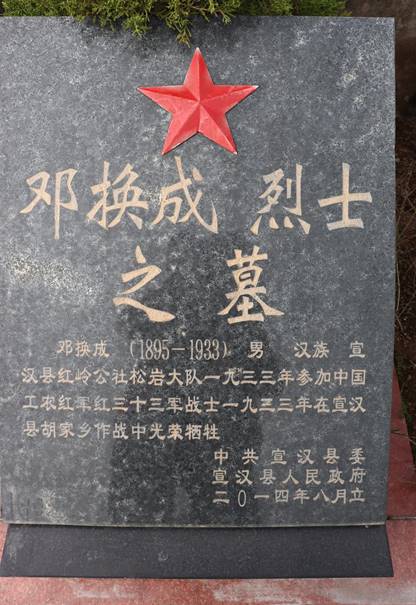 邓换成 烈士
之墓
邓换成(1895－1933)男 汉族 宣
汉县红岭公社松岩大队一九三三年参加中国
工农红军红三十三军战士一九三三年在宣汉
县胡家乡作战中光荣牺牲
中共宣汉县委
宣汉县人民政府
二0一四年八月立